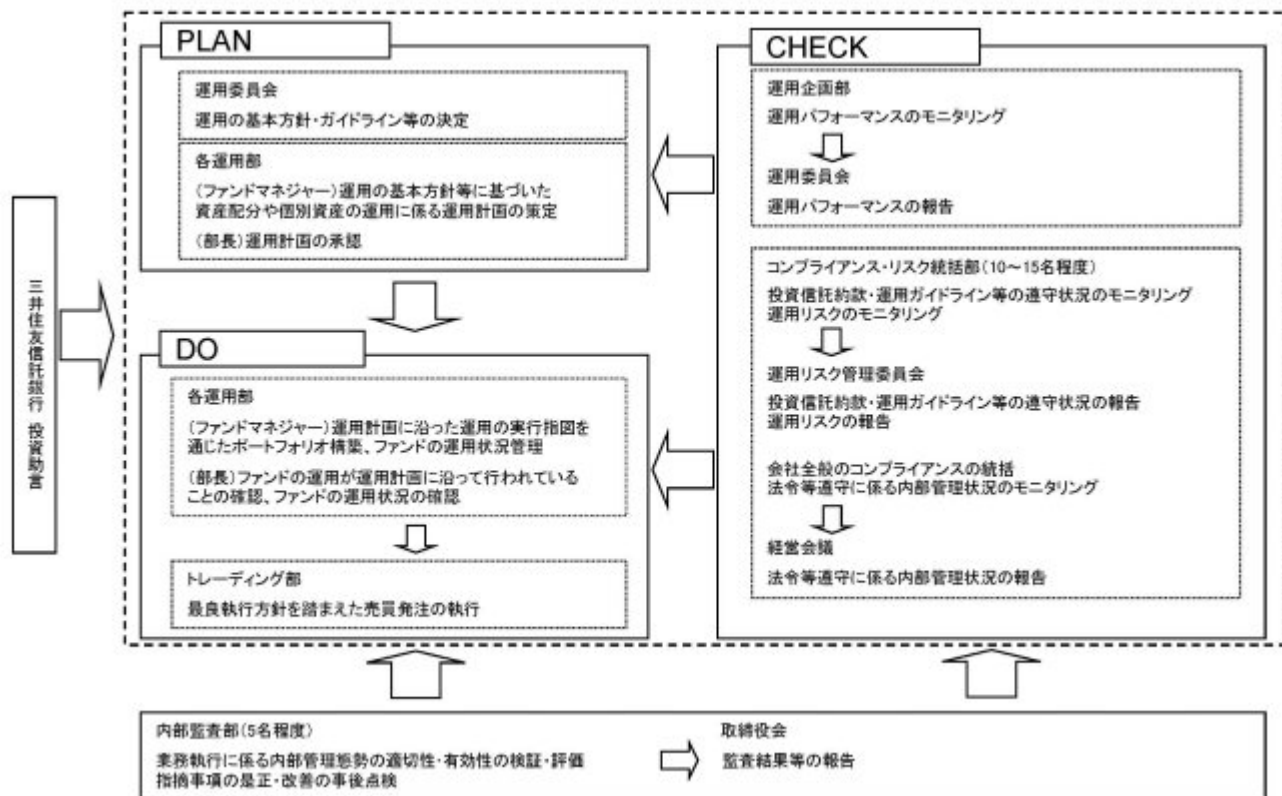 三井住友信託銀行 投資助言
PLAN
運用委員会
運用の基本方針・ガイドライン等の決定
各運用部
(ファンドマネジャー)運用の基本方針等に基づいた
資産配分や個別資産の運用に係る運用計画の策定
(部長)運用計画の承認
DO
各運用部
(ファンドマネジャー)運用計画に沿った運用の実行指図を
通じたポートフォリオ構築、ファンドの運用状況管理
(部長)ファンドの運用が運用計画に沿って行われている
ことの確認、ファンドの運用状況の確認
トレーディング部
最良執行方針を踏まえた売買発注の執行
CHECK
運用企画部
運用パフォーマンスのモニタリング
運用委員会
運用パフォーマンスの報告
コンプライアンス・リスク統括部(10～15名程度)
投資信託約款・運用ガイドライン等の遵守状況のモニタリング
運用リスクのモニタリング
運用リスク管理委員会
投資信託約款・運用ガイドライン等の遵守状況の報告
運用リスクの報告
会社全般のコンプライアンスの統括
法令等遵守に係る内部管理状況のモニタリング
経営会議
法令等遵守に係る内部管理状況の報告
内部監査部(5名程度)
業務執行に係る内部管理態勢の適切性・有効性の検証・評価
指摘事項の是正・改善の事後点検
取締役会
監査結果等の報告